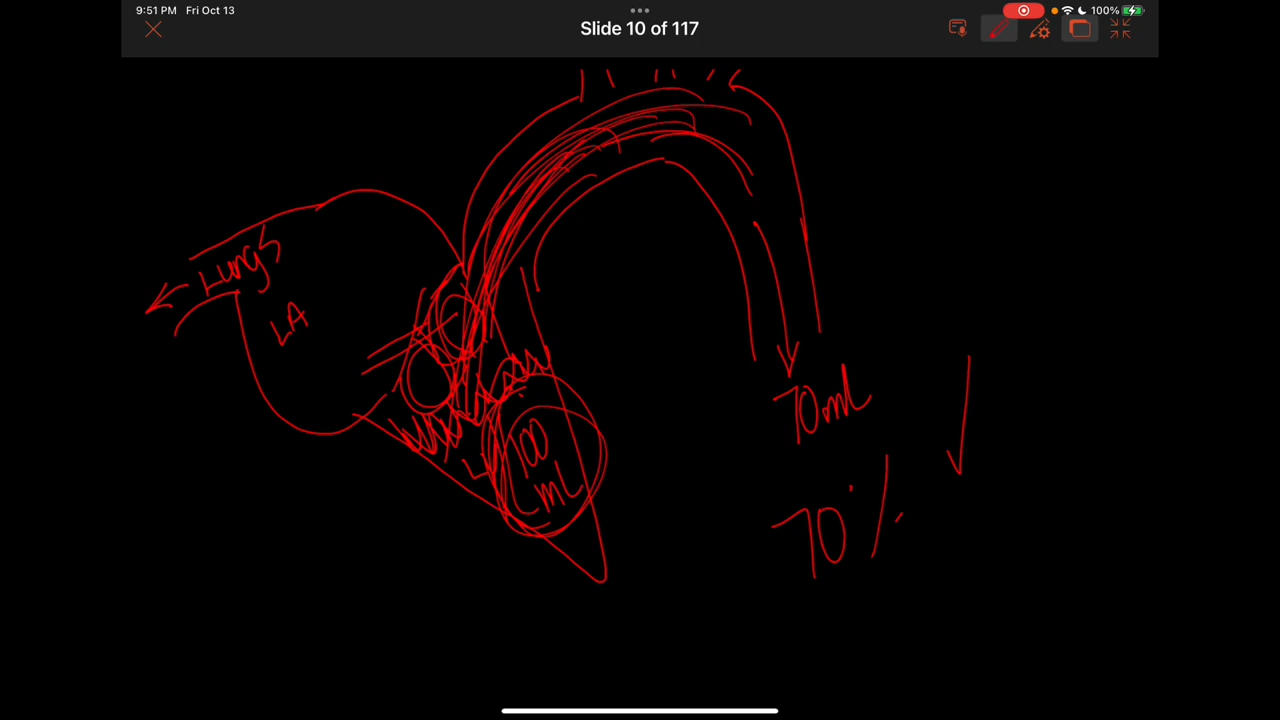 9:51 PM Fri Oct 13
100%
Slide 10 of 117
Lungs
LA
100
mL
70mL
70%